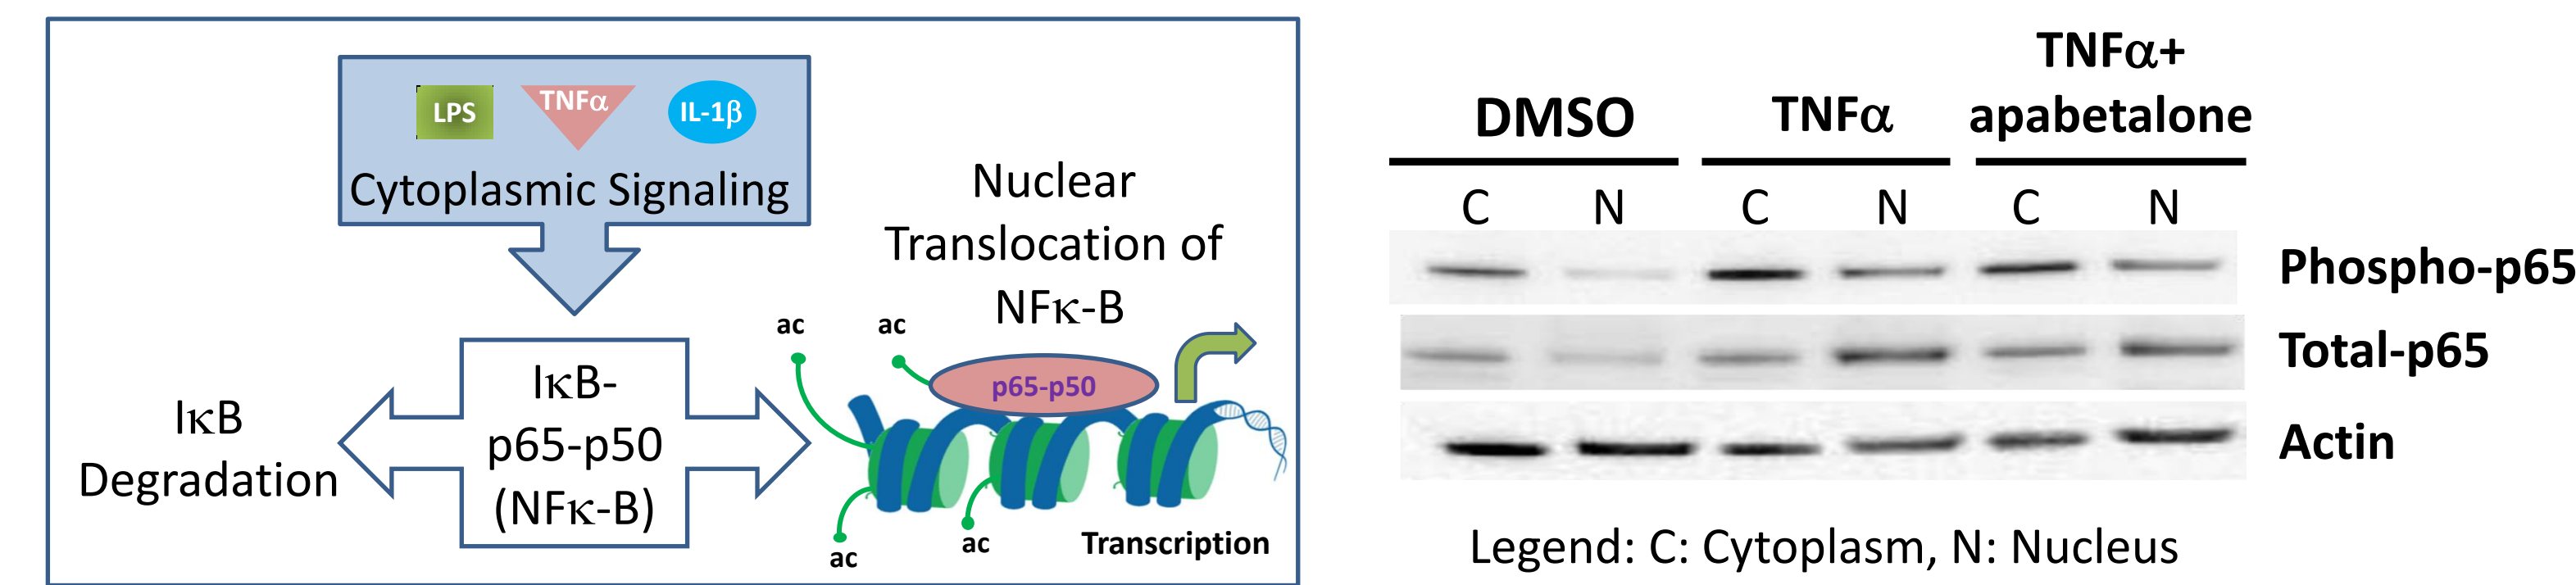 LPS
TNFα
IL-1β
Cytoplasmic Signaling
Nuclear
Translocation of
NFκ-B
ac
ac
p65-p50
IκB-
p65-p50
(NFκ-B)
IκB
Degradation
ac
ac
Transcription
DMSO
TNFα
TNFα+
apabetalone
C N C N C N
Phospho-p65
Total-p65
Actin
Legend: C: Cytoplasm, N: Nucleus